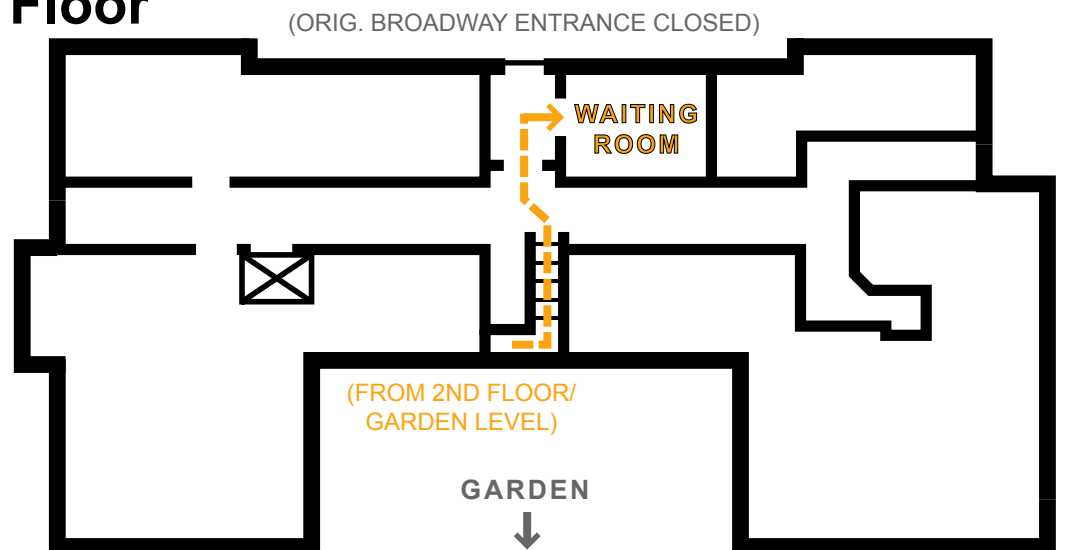 Floor
(ORIG. BROADWAY ENTRANCE CLOSED)
WAITING
ROOM
(FROM 2ND FLOOR/
GARDEN LEVEL)
GARDEN